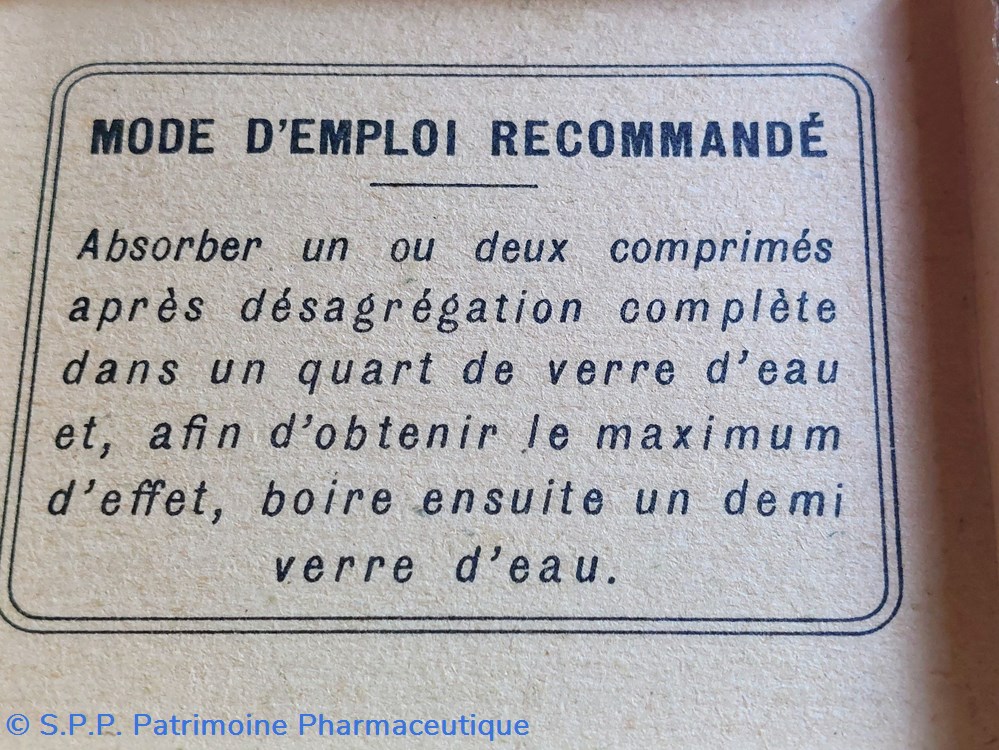 MODE D'EMPLOI RECOMMANDÉ
Absorber un ou deux comprimés
après désagrégation complète
dans un quart de verre d'eau
et, afin d'obtenir le maximum
d'effet, boire ensuite un demi
verre d'eau.
© S.P.P. Patrimoine Pharmaceutique